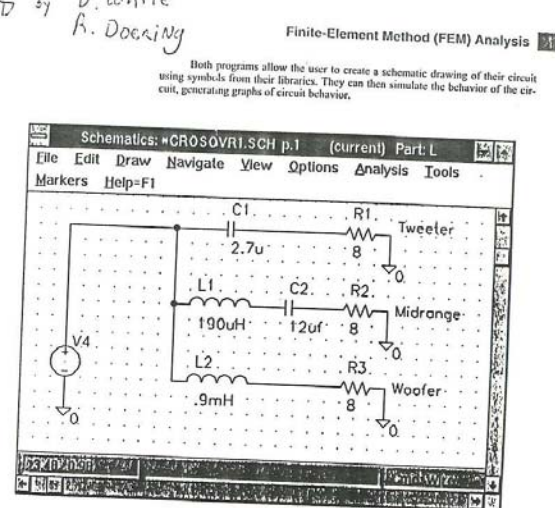 by D. White
R. DOERING
Finite-Element Method (FEM) Analysis
Both programs allow the user to create a schematic drawing of their circuit
using symbols from their libraries. They can then simulate the behavior of the cir-
cuit, generating graphs of circuit behavior.
Schematics: *CROSOVR1.SCH p.1 (current) Part: L
File Edit Draw Navigate View Options Analysis Tools
Markers Help=F1
C1 R1 Tweeter
2.7u 8
0
L1 C2 R2 Midrange
190uH 12uf 8
0
V4
L2 R3 Woofer
.9mH 8
0
0